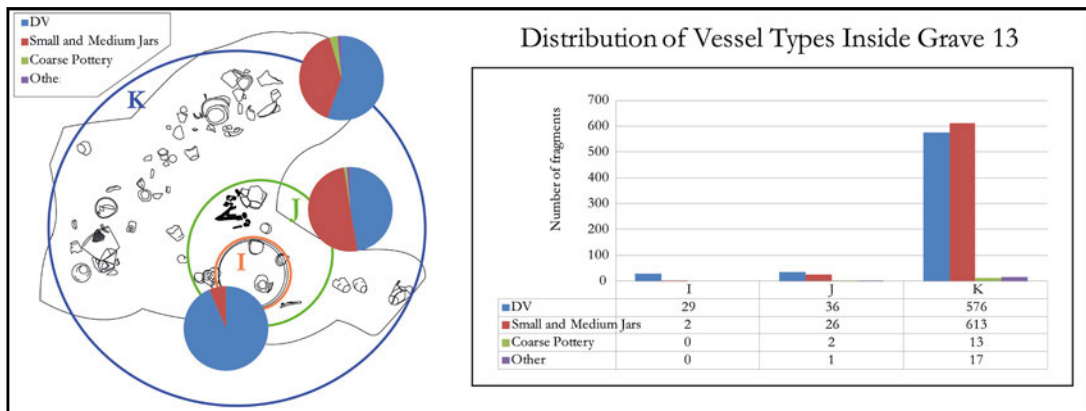 DV
Small and Medium Jars
Coarse Pottery
Othe
K
J
I
Distribution of Vessel Types Inside Grave 13
Number of fragments
700
600
500
400
300
200
100
0
I J K
DV 29 36 576
Small and Medium Jars 2 26 613
Coarse Pottery 0 2 13
Other 0 1 17